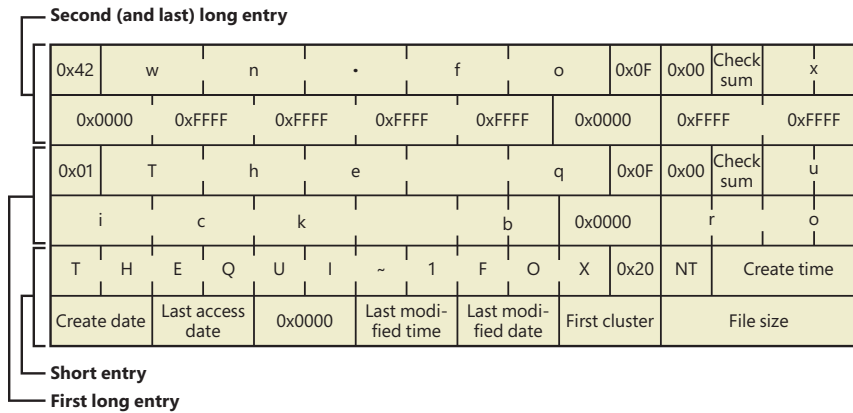 Second (and last) long entry
0x42 w n . f o 0x0F 0x00 Check sum x
0x0000 0xFFFF 0xFFFF 0xFFFF 0xFFFF 0x0000 0xFFFF 0xFFFF
0x01 T h e q 0x0F 0x00 Check sum u
i c k b 0x0000 r o
T H E Q U I ~ 1 F O X 0x20 NT Create time
Create date Last access date 0x0000 Last modi-fied time Last modi-fied date First cluster File size
Short entry
First long entry